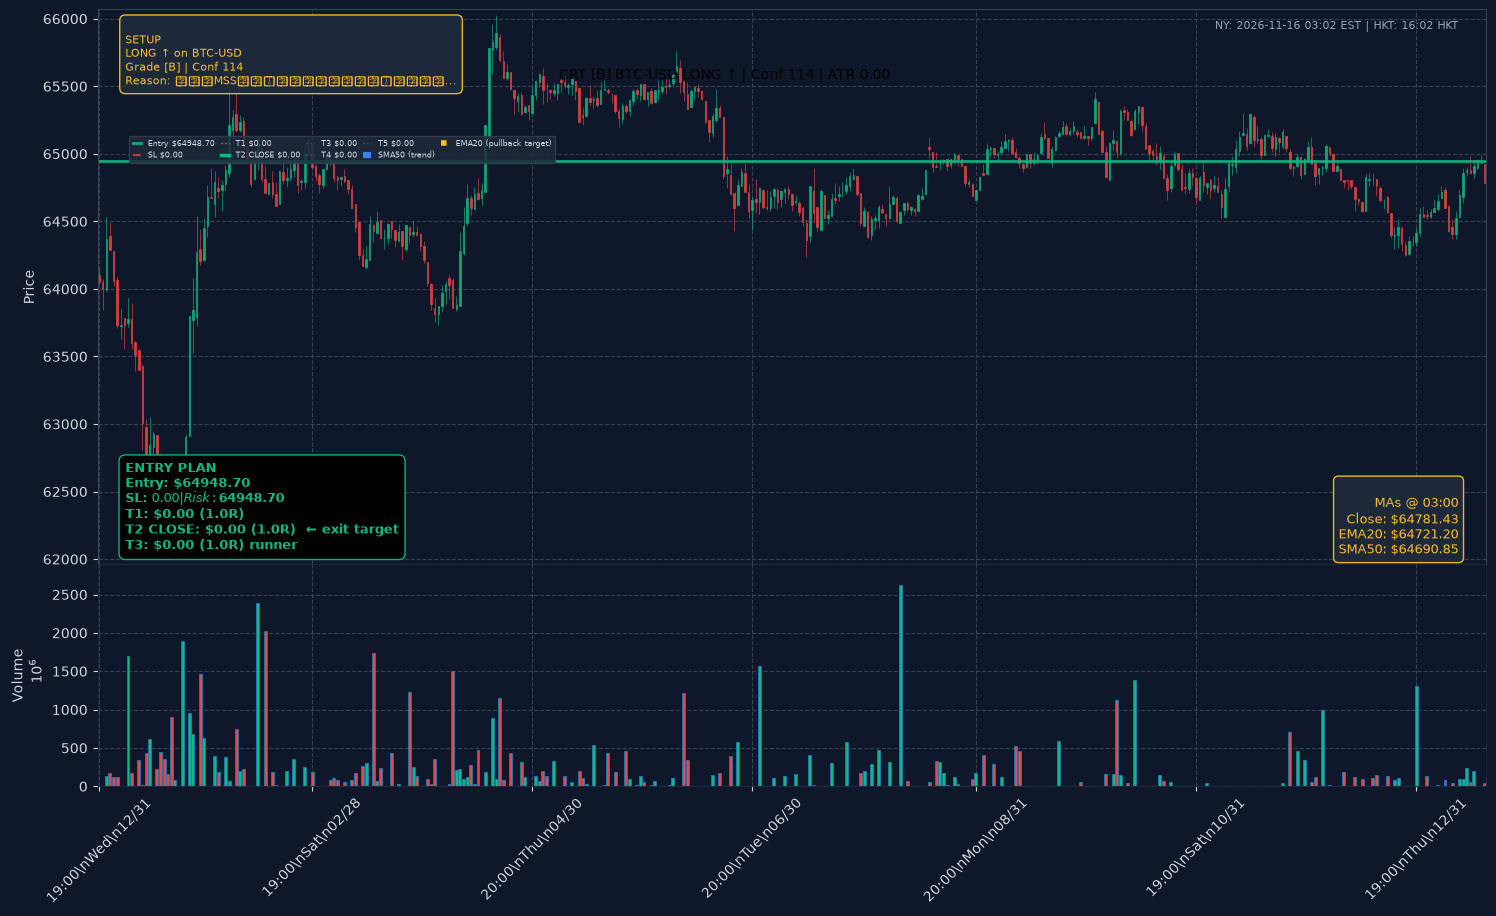 NY: 2026-11-16 03:02 EST | HKT: 16:02 HKT
SETUP
LONG ↑ on BTC-USD
Grade [B] | Conf 114
Reason: MSS ...
CRT [B] BTC-USD LONG ↑ | Conf 114 | ATR 0.00
Entry $64948.70
SL $0.00
T1 $0.00
T2 CLOSE $0.00
T3 $0.00
T4 $0.00
T5 $0.00
SMA50 (trend)
EMA20 (pullback target)
66000
65500
65000
64500
64000
63500
63000
62500
62000
Price
ENTRY PLAN
Entry: $64948.70
SL: 0.00|Risk:64948.70
T1: $0.00 (1.0R)
T2 CLOSE: $0.00 (1.0R) ← exit target
T3: $0.00 (1.0R) runner
MAs @ 03:00
Close: $64781.43
EMA20: $64721.20
SMA50: $64690.85
2500
2000
1500
1000
500
0
Volume
10⁶
19:00\nWed\n12/31
19:00\nSat\n02/28
20:00\nThu\n04/30
20:00\nTue\n06/30
20:00\nMon\n08/31
19:00\nSat\n10/31
19:00\nThu\n12/31